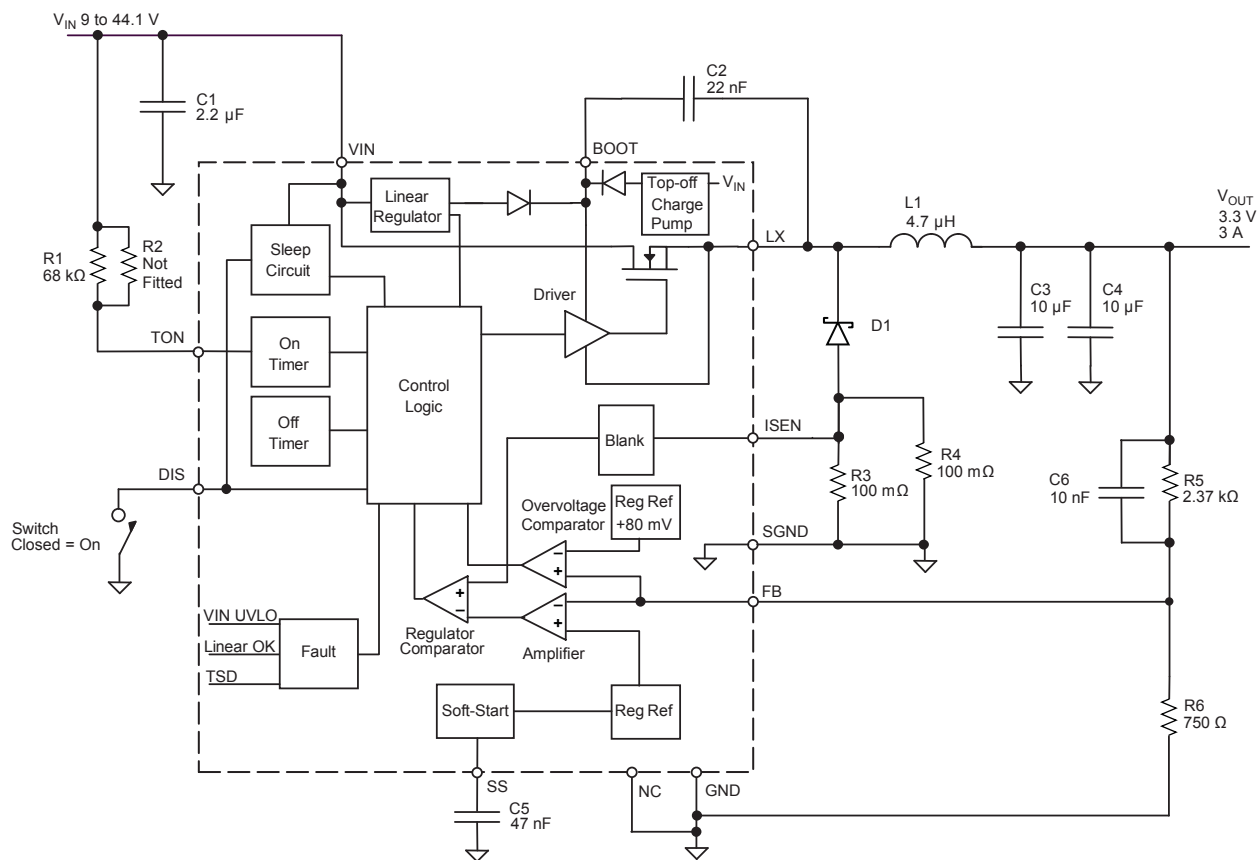 V_IN 9 to 44.1 V
C1
2.2 µF
C2
22 nF
VIN
BOOT
Linear
Regulator
Top-off
Charge
Pump
V_IN
L1
4.7 µH
V_OUT
3.3 V
3 A
LX
R1
68 kΩ
R2
Not
Fitted
Sleep
Circuit
Driver
C3
10 µF
C4
10 µF
D1
TON
On
Timer
Control
Logic
Off
Timer
Blank
ISEN
R3
100 mΩ
R4
100 mΩ
C6
10 nF
R5
2.37 kΩ
DIS
Switch
Closed = On
Overvoltage
Comparator
Reg Ref
+80 mV
SGND
–
+
FB
+
–
–
+
Regulator
Comparator
Amplifier
VIN UVLO
Linear OK
TSD
Fault
Soft-Start
Reg Ref
R6
750 Ω
SS
NC
GND
C5
47 nF